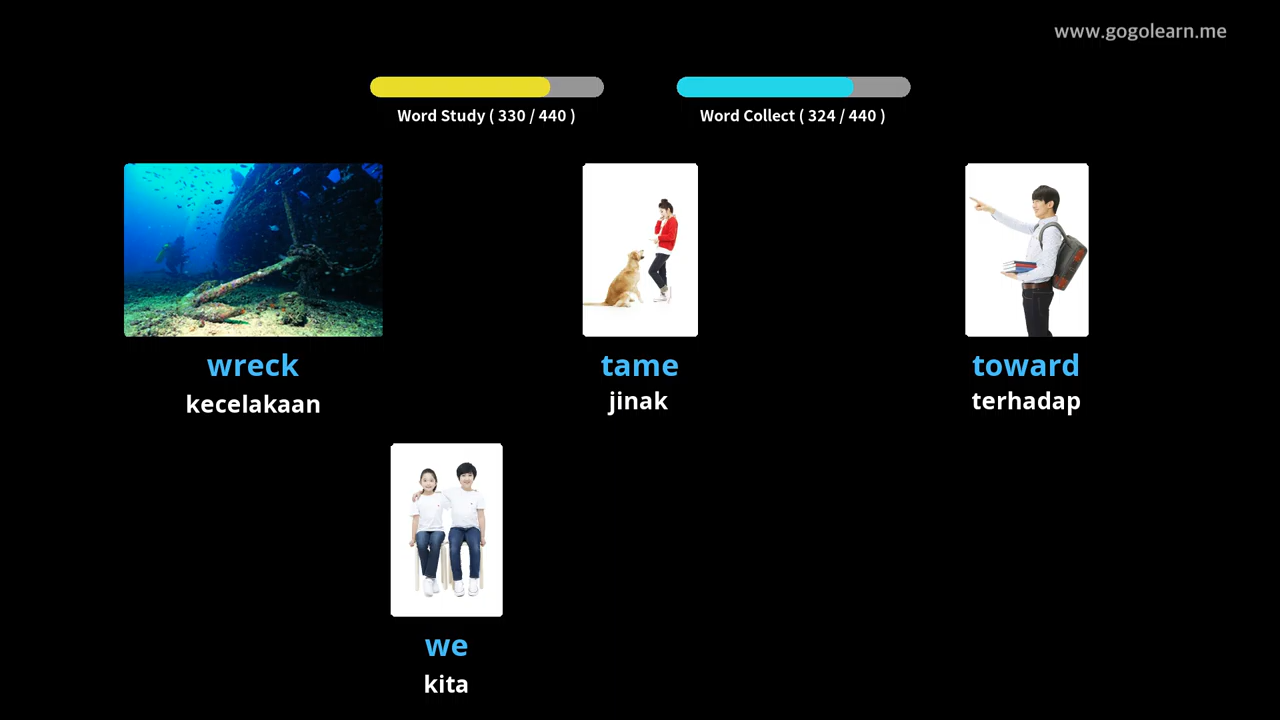 www.gogolearn.me
Word Study ( 330 / 440 )
Word Collect ( 324 / 440 )
wreck
kecelakaan
tame
jinak
toward
terhadap
we
kita